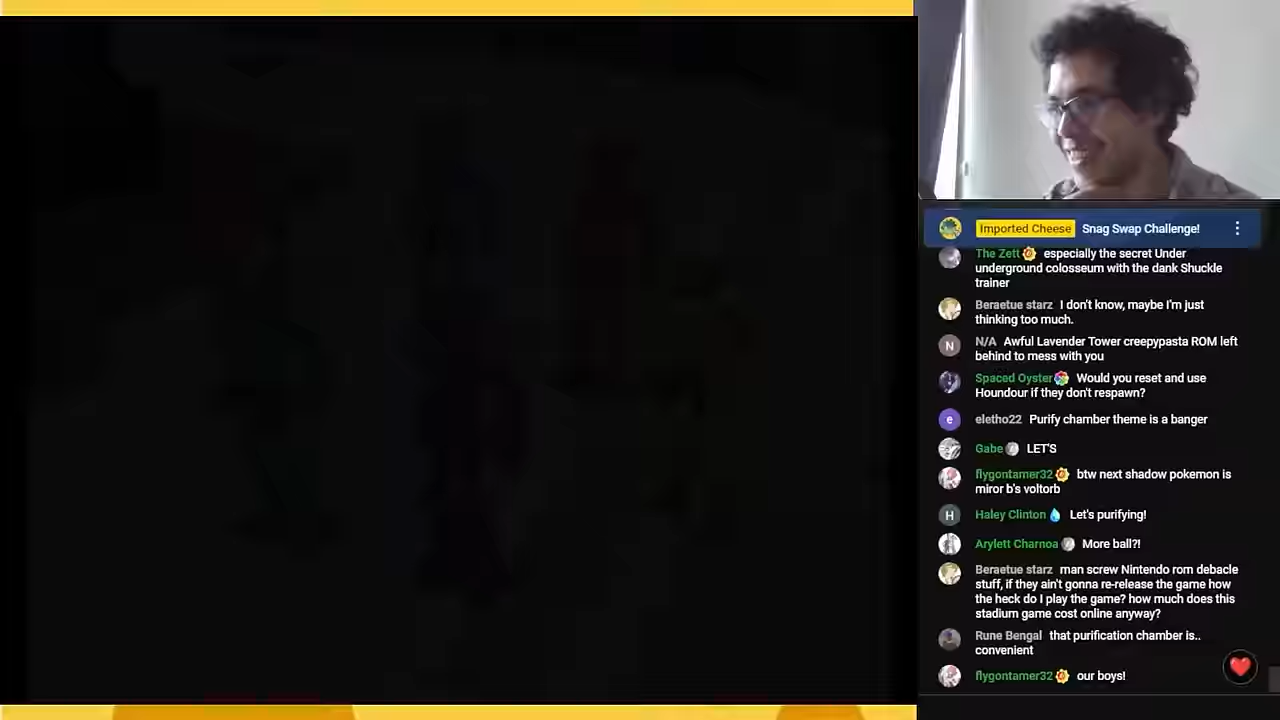 Imported Cheese Snag Swap Challenge!
The Zett especially the secret Under
underground colosseum with the dank Shuckle
trainer
Beraetue starz I don't know, maybe I'm just
thinking too much.
N N/A Awful Lavender Tower creepypasta ROM left
behind to mess with you
Spaced Oyster Would you reset and use
Houndour if they don't respawn?
e eletho22 Purify chamber theme is a banger
Gabe LET'S
flygontamer32 btw next shadow pokemon is
miror b's voltorb
H Haley Clinton Let's purifying!
Arylett Charnoa More ball?!
Beraetue starz man screw Nintendo rom debacle
stuff, if they ain't gonna re-release the game how
the heck do I play the game? how much does this
stadium game cost online anyway?
Rune Bengal that purification chamber is..
convenient
flygontamer32 our boys!